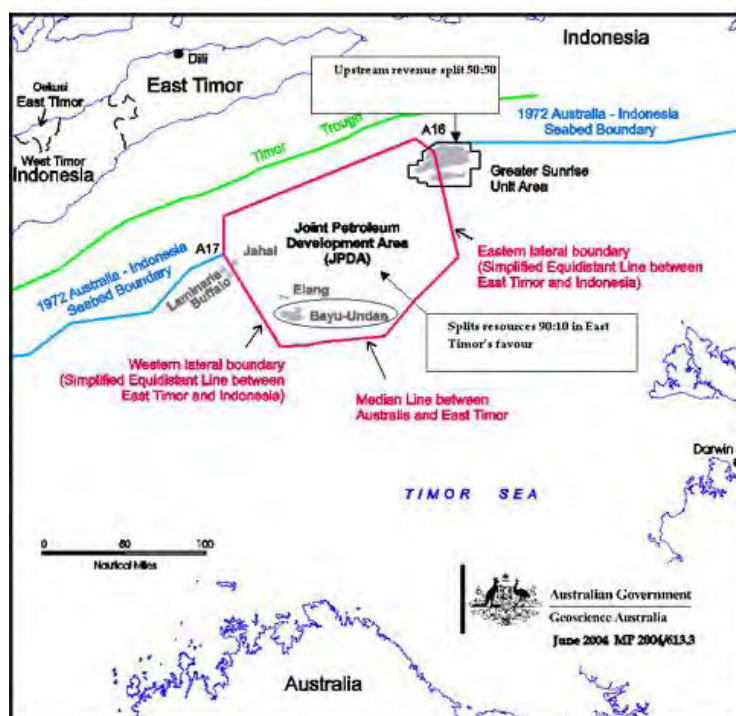 Indonesia
Dilli
Upstream revenue split 50:50
Oekusi
East Timor
East Timor
West Timor
Indonesia
Timor Trough
A16
1972 Australia - Indonesia
Seabed Boundary
Greater Sunrise
Unit Area
Joint Petroleum
Development Area
(JPDA)
A17
Jahal
1972 Australia - Indonesia
Seabed Boundary
Laminaria
Buffalo
Elang
Bayu-Undan
Eastern lateral boundary
(Simplified Equidistant Line between
East Timor and Indonesia)
Splits resources 90:10 in East
Timor's favour
Western lateral boundary
(Simplified Equidistant Line between
East Timor and Indonesia)
Median Line between
Australis and East Timor
Darwin
TIMOR SEA
0 50 100
Nautical Miles
Australian Government
Geoscience Australia
June 2004 MP 2004/613.3
Australia